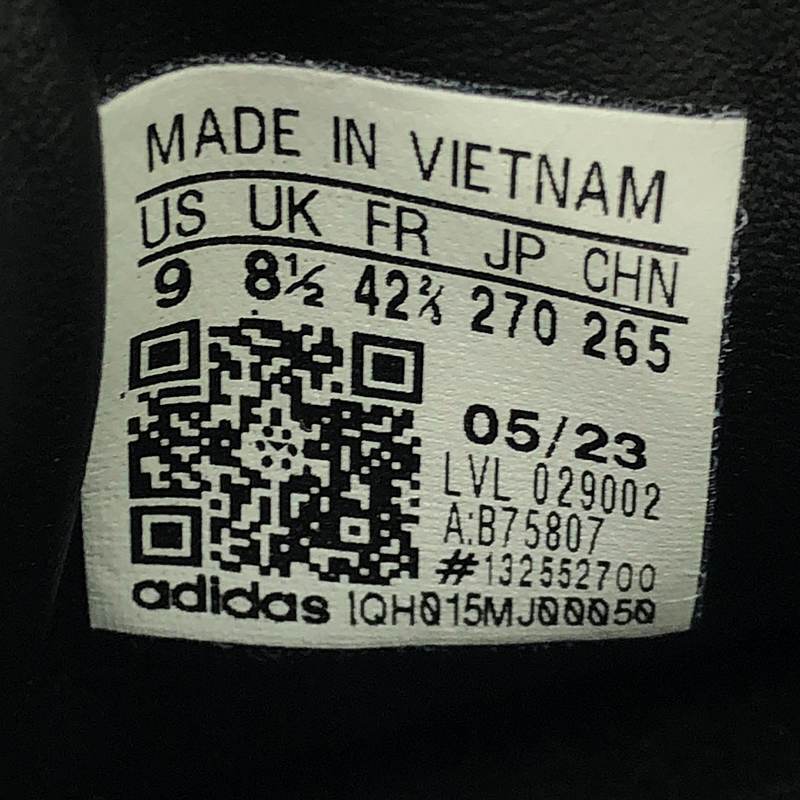 MADE IN VIETNAM
US UK FR JP CHN
9 8½ 42⅔ 270 265
05/23
LVL 029002
A:B75807
#132552700
adidas 1QH015MJ00050